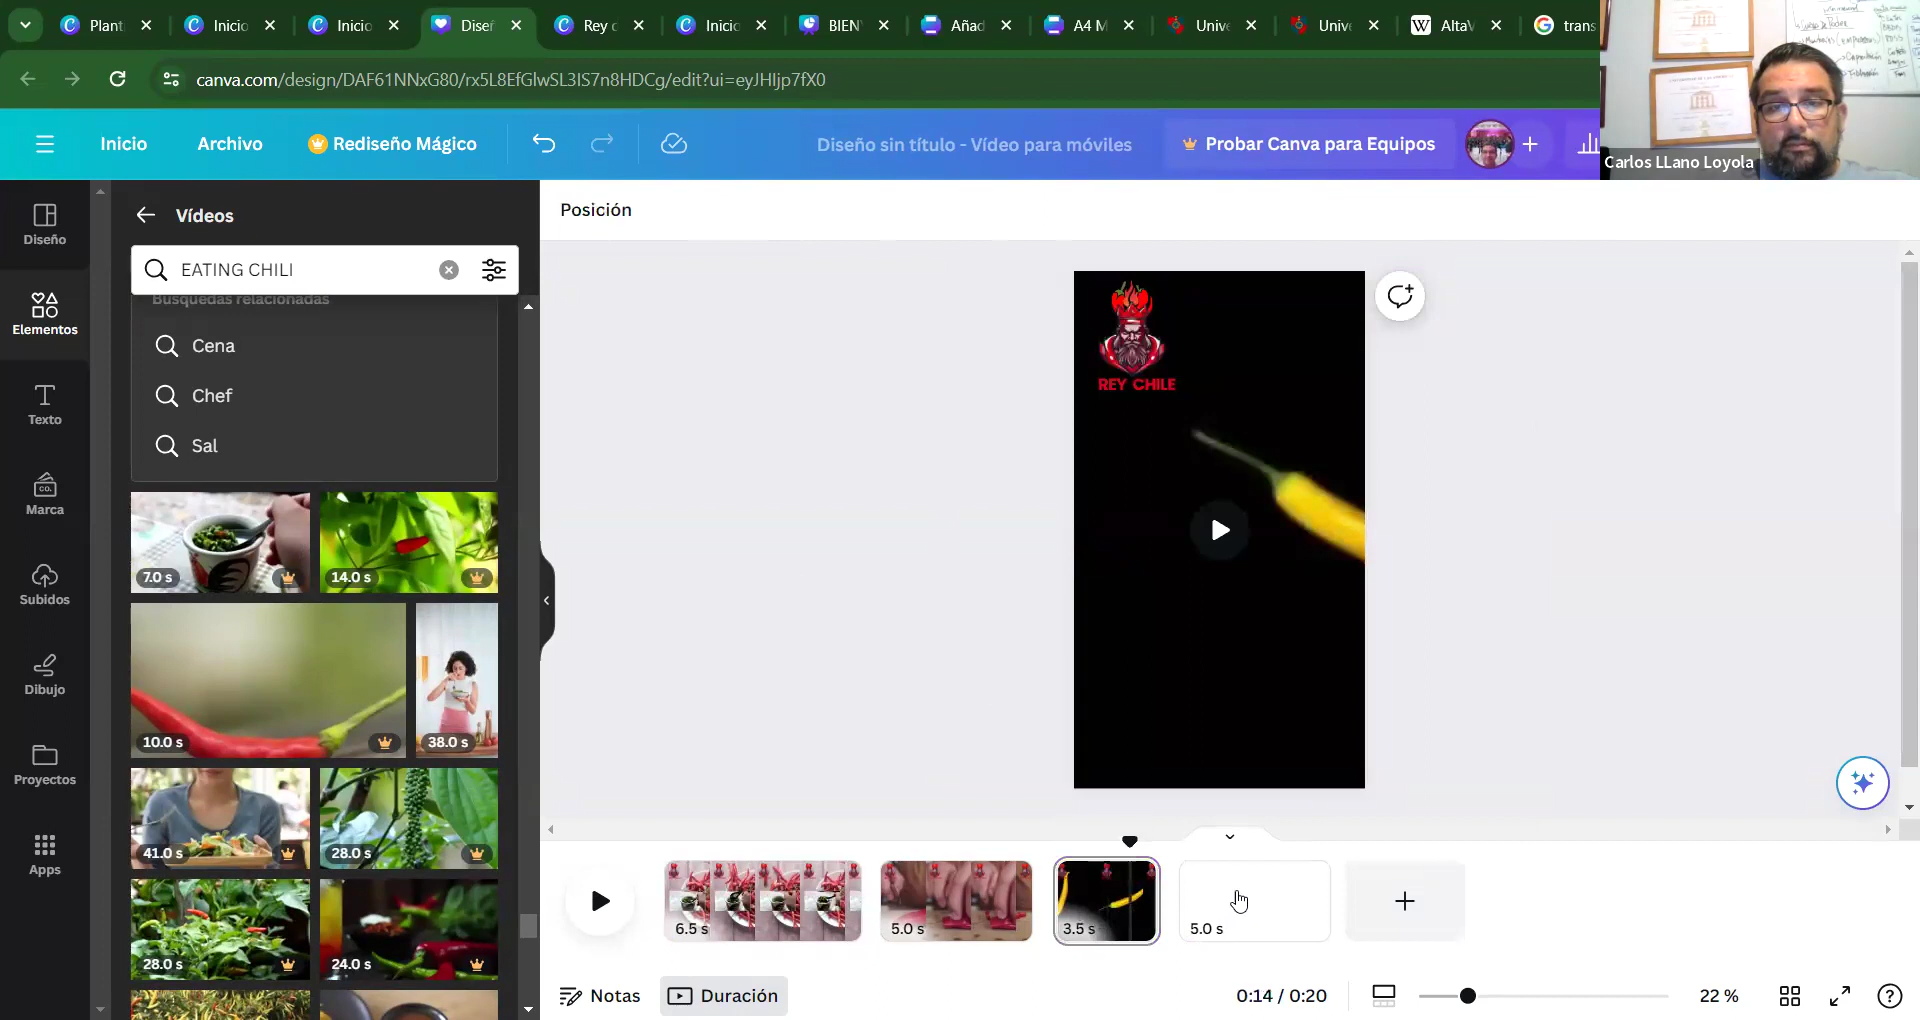 Plant
Inicio
Inicio
Diseñ
Rey c
Inicio
BIEN
Añad
A4 M
Unive
Unive
AltaV
trans
canva.com/design/DAF61NNxG80/rx5L8EfGlwSL3IS7n8HDCg/edit?ui=eyJHIjp7fX0
Inicio
Archivo
Rediseño Mágico
Diseño sin título - Vídeo para móviles
Probar Canva para Equipos
Carlos LLano Loyola
Diseño
Elementos
Texto
CO.
Marca
Subidos
Dibujo
Proyectos
Apps
Vídeos
EATING CHILI
Búsquedas relacionadas
Cena
Chef
Sal
7.0 s
14.0 s
10.0 s
38.0 s
41.0 s
28.0 s
28.0 s
24.0 s
Posición
REY CHILE
6.5 s
5.0 s
3.5 s
5.0 s
Notas
Duración
0:14 / 0:20
22 %